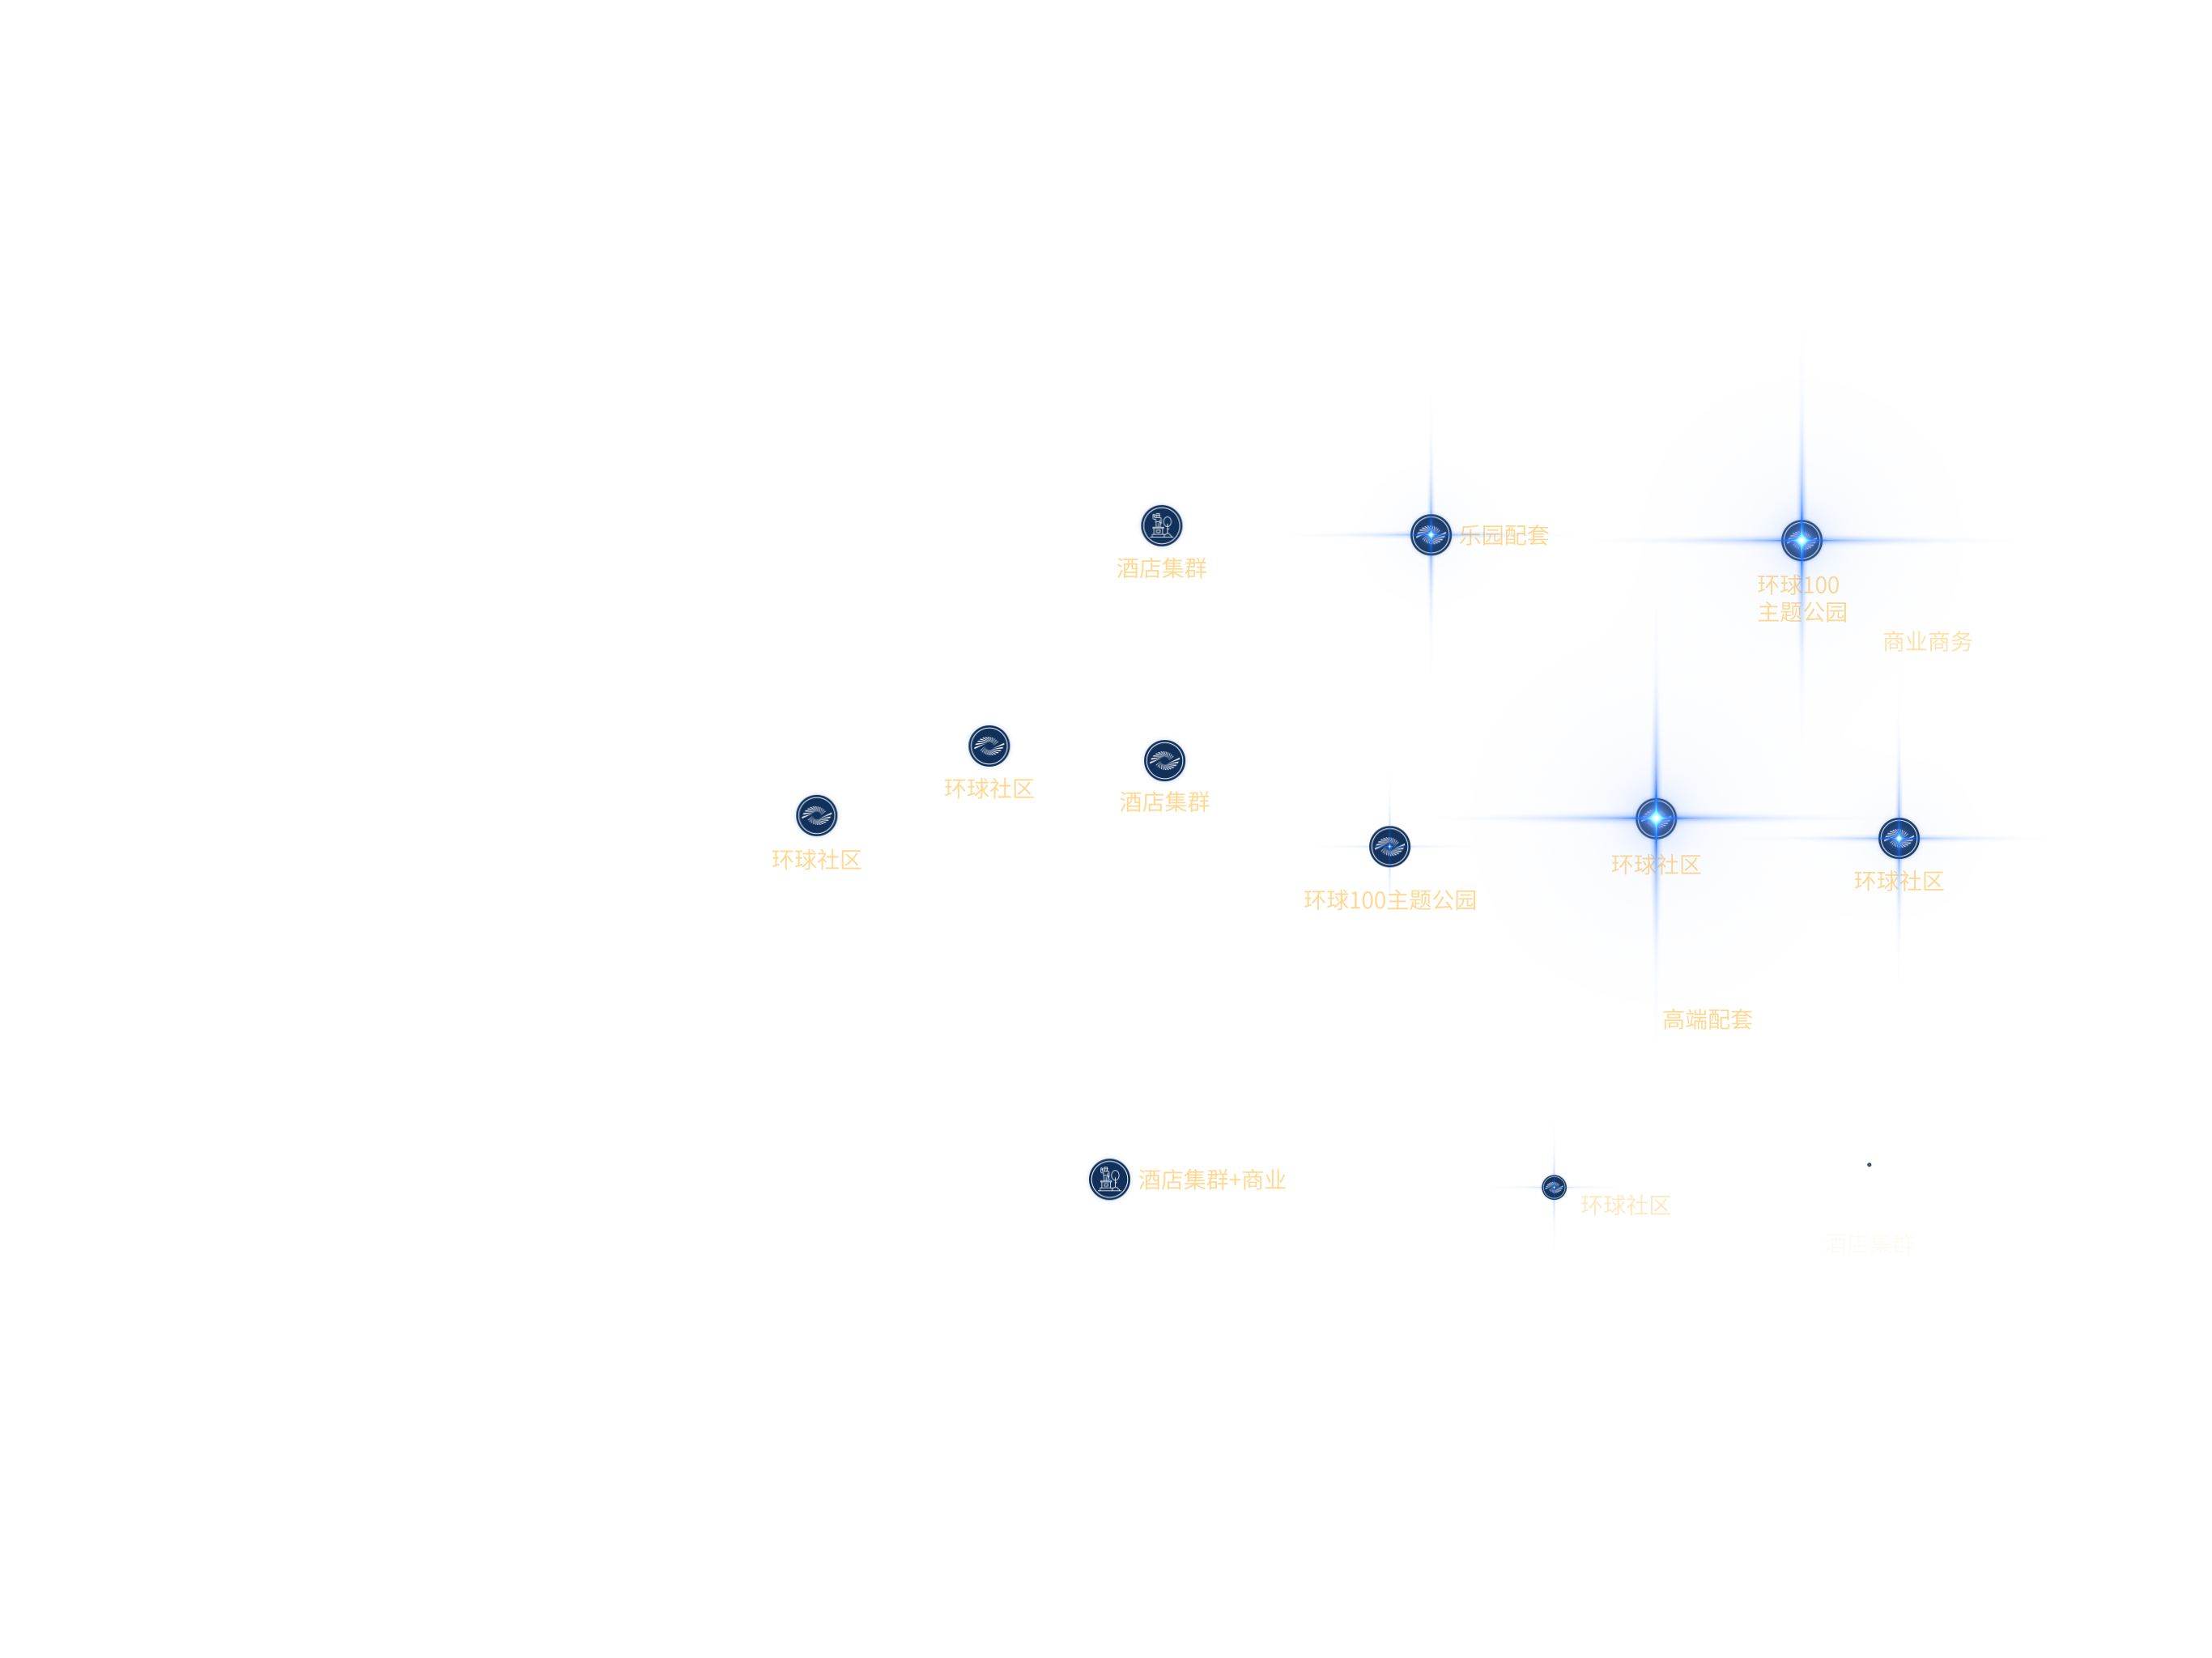 酒店集群
乐园配套
环球100
主题公园
商业商务
环球社区
酒店集群
环球社区
环球社区
环球社区
环球100主题公园
高端配套
酒店集群+商业
环球社区
酒店集群